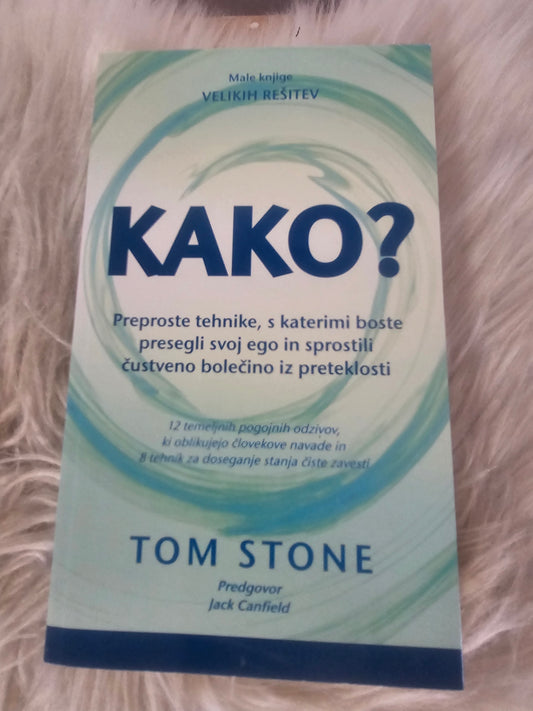 Male knjige
VELIKIH REŠITEV
KAKO?
Preproste tehnike, s katerimi boste
presegli svoj ego in sprostili
čustveno bolečino iz preteklosti
12 temeljnih pogojnih odzivov,
ki oblikujejo človekove navade in
8 tehnik za doseganje stanja čiste zavesti
TOM STONE
Predgovor
Jack Canfield